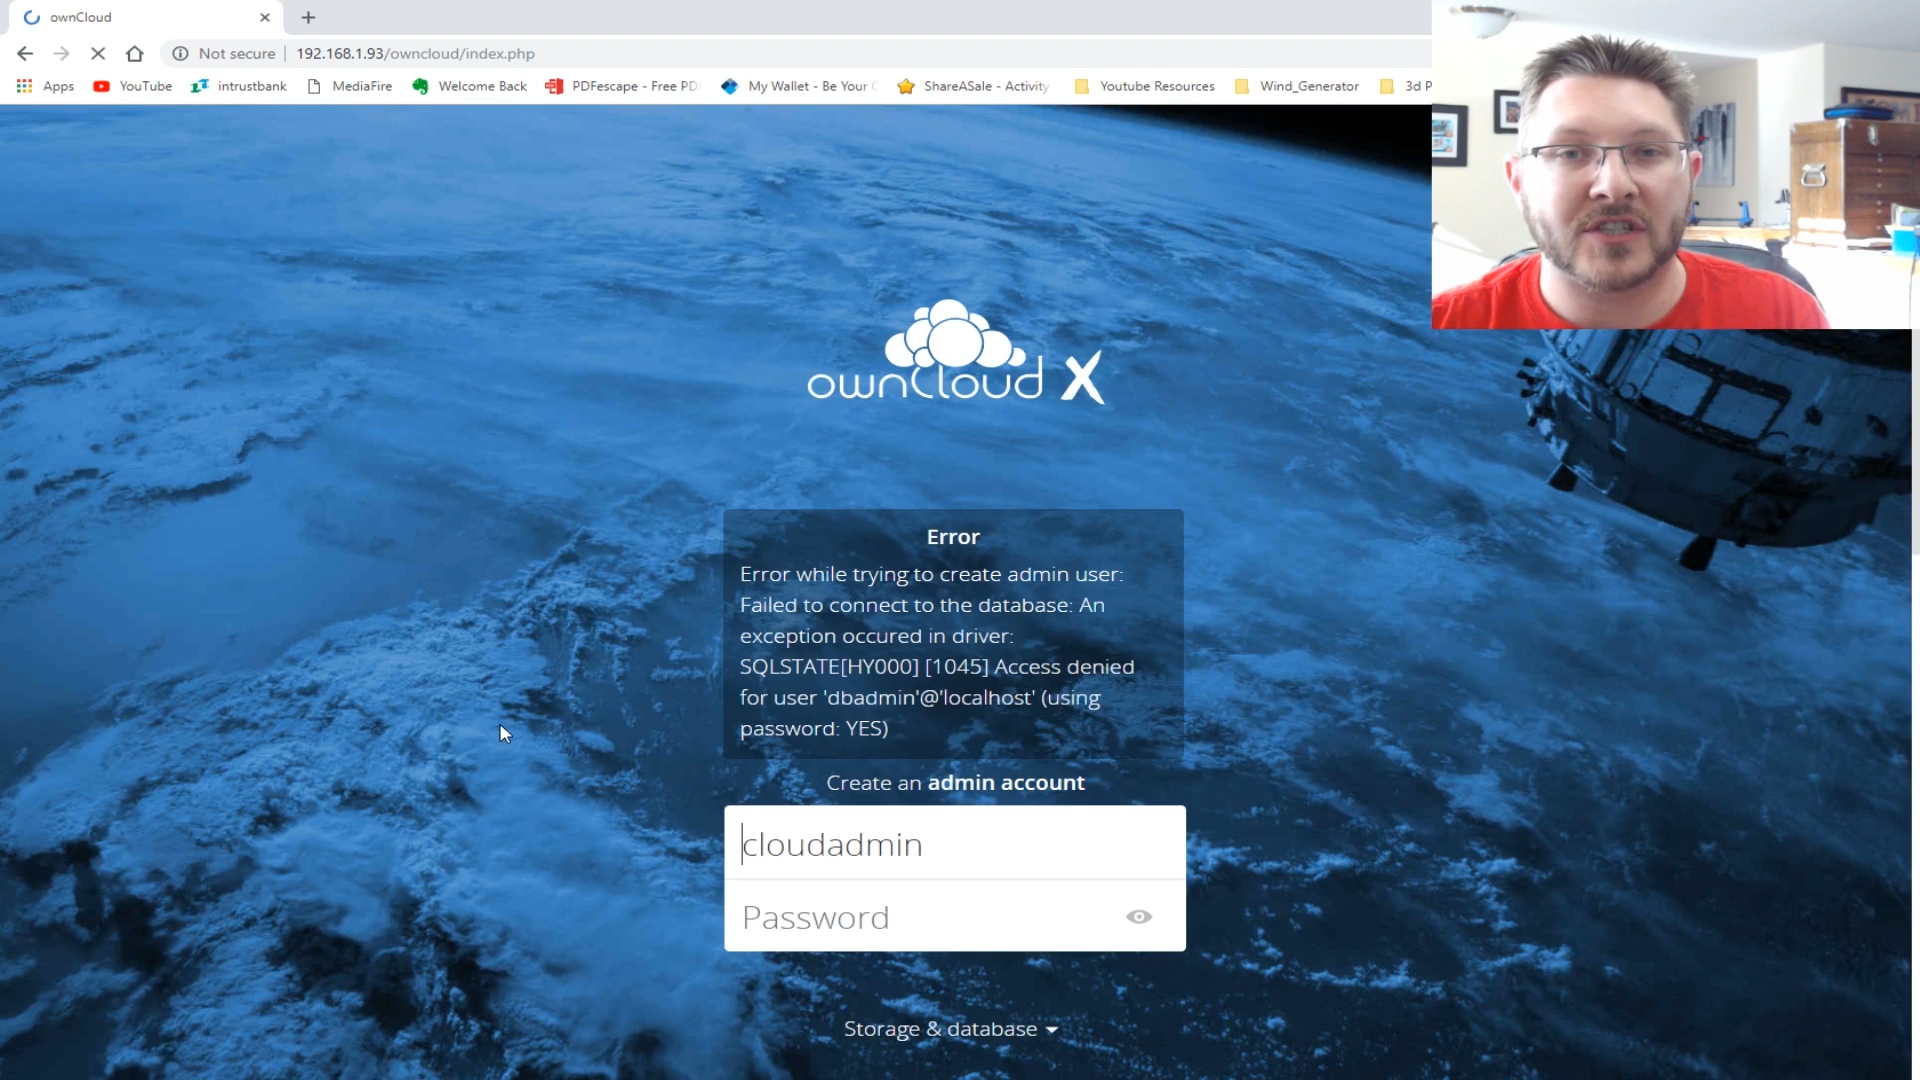 ownCloud
Not secure 192.168.1.93/owncloud/index.php
Apps YouTube intrustbank MediaFire Welcome Back PDFescape - Free PD My Wallet - Be Your ShareASale - Activity Youtube Resources Wind_Generator 3d P
ownCloud X
Error
Error while trying to create admin user:
Failed to connect to the database: An
exception occured in driver:
SQLSTATE[HY000] [1045] Access denied
for user 'dbadmin'@'localhost' (using
password: YES)
Create an admin account
cloudadmin
Password
Storage & database